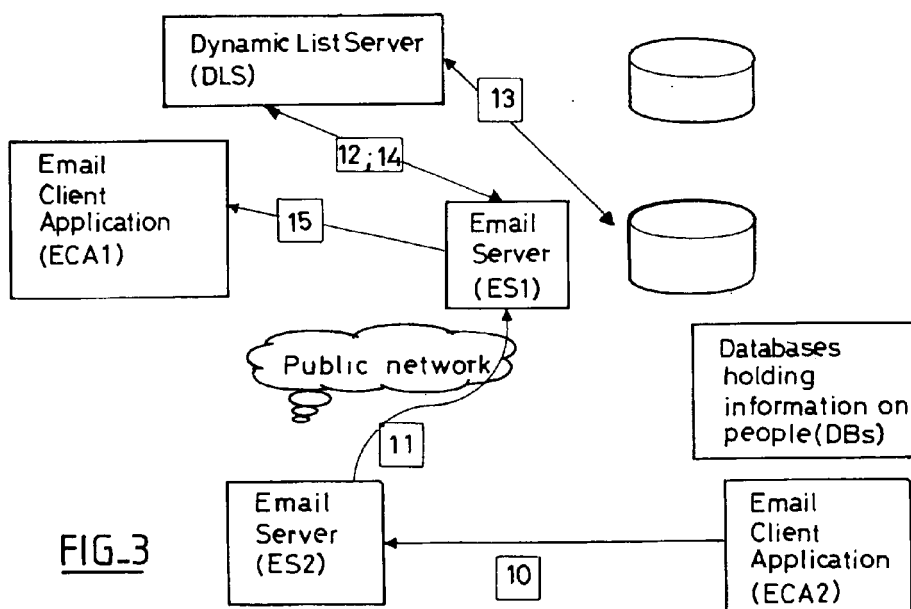 Dynamic List Server
(DLS)
13
12;14
Email
Client
Application
(ECA1)
15
Email
Server
(ES1)
Public network
Databases
holding
information on
people(DBs)
11
Email
Server
(ES2)
Email
Client
Application
(ECA2)
10
FIG_3